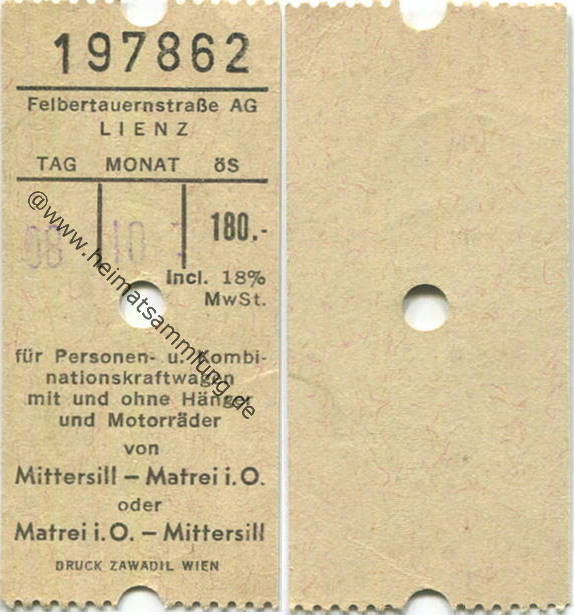 197862
Felbertauernstraße AG
LIENZ
TAG MONAT öS
08 10 180,-
incl. 18%
MwSt.
für Personen- u. Kombi-
nationskraftwagen
mit und ohne Hänger
und Motorräder
von
Mittersill – Matrei i.O.
oder
Matrei i.O. – Mittersill
DRUCK ZAWADIL WIEN
@www.heimatsammlung.de